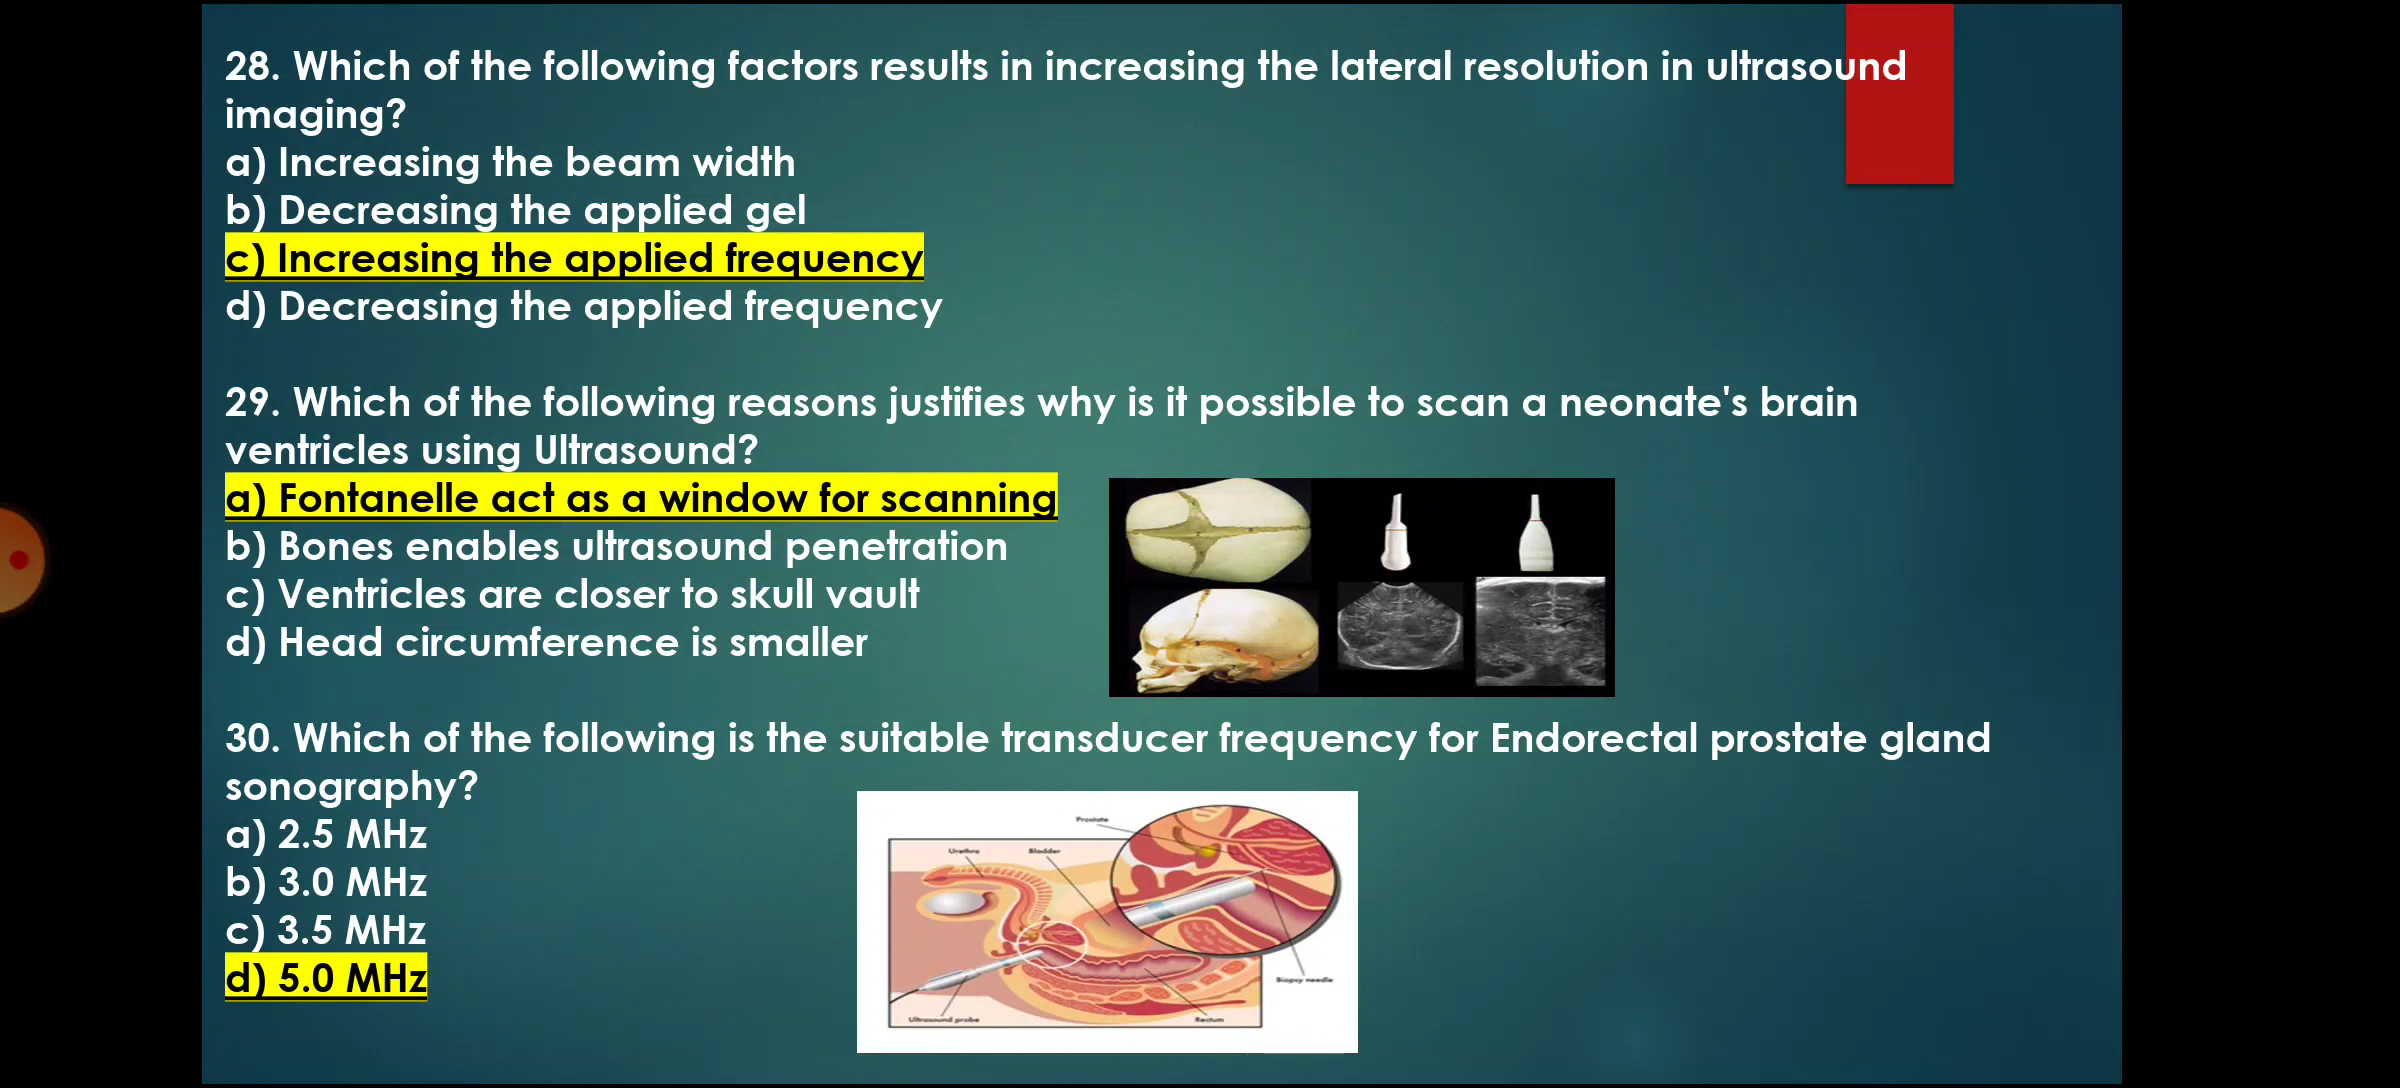 28. Which of the following factors results in increasing the lateral resolution in ultrasound
imaging?
a) Increasing the beam width
b) Decreasing the applied gel
c) Increasing the applied frequency
d) Decreasing the applied frequency
29. Which of the following reasons justifies why is it possible to scan a neonate's brain
ventricles using Ultrasound?
a) Fontanelle act as a window for scanning
b) Bones enables ultrasound penetration
c) Ventricles are closer to skull vault
d) Head circumference is smaller
30. Which of the following is the suitable transducer frequency for Endorectal prostate gland
sonography?
a) 2.5 MHz
b) 3.0 MHz
c) 3.5 MHz
d) 5.0 MHz
Prostate
Urethra Bladder
Biopsy needle
Ultrasound probe Rectum